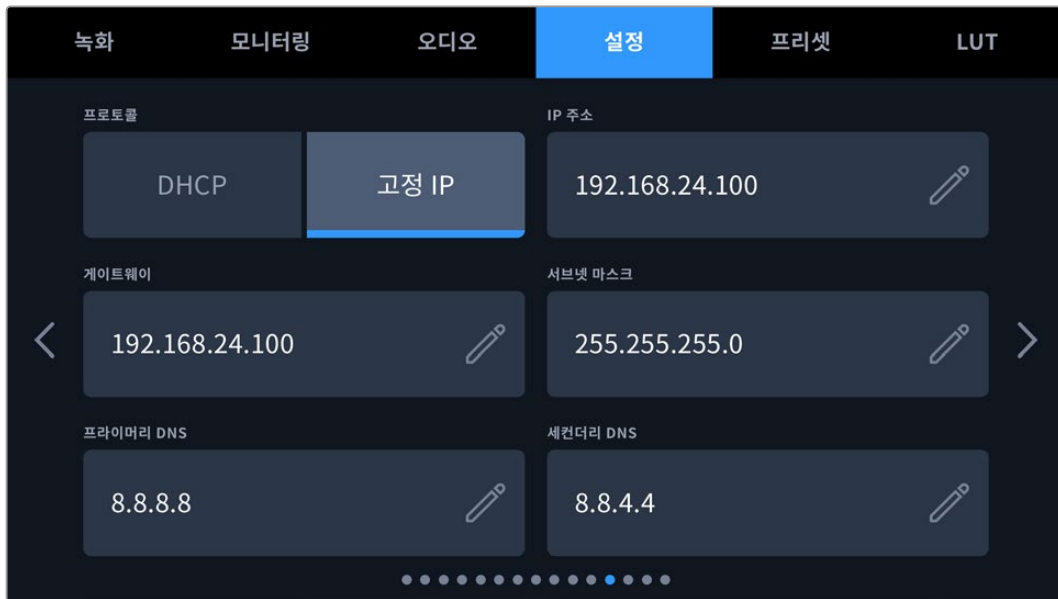 녹화 모니터링 오디오 설정 프리셋 LUT
프로토콜 IP 주소
DHCP 고정 IP 192.168.24.100
게이트웨이 서브넷 마스크
192.168.24.100 255.255.255.0
프라이머리 DNS 세컨더리 DNS
8.8.8.8 8.8.4.4